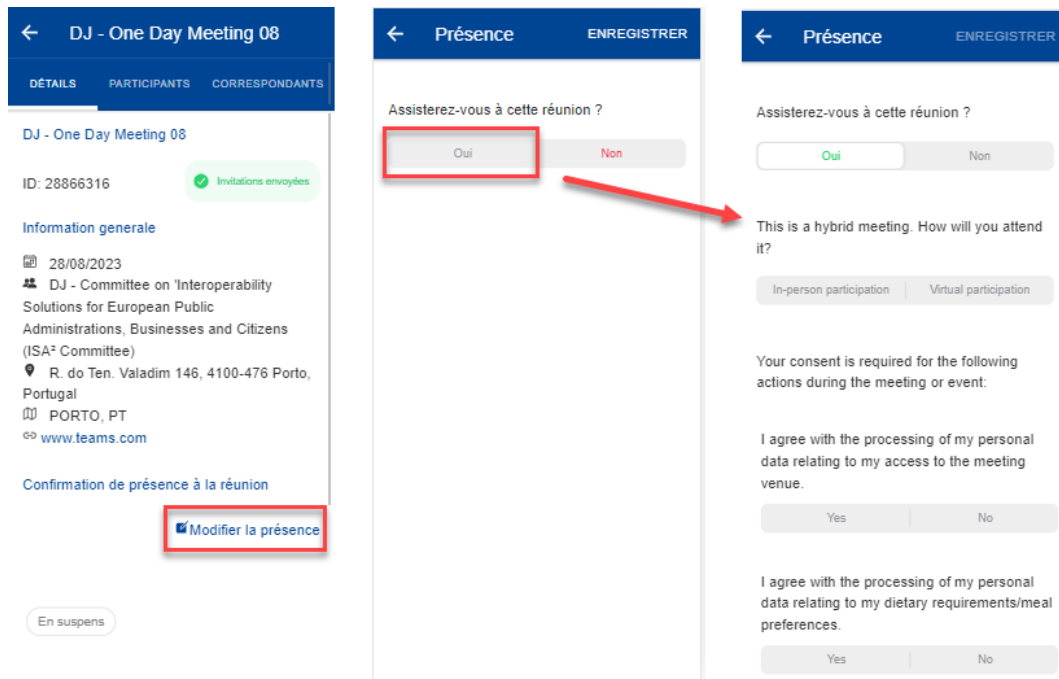 DJ - One Day Meeting 08
DÉTAILS PARTICIPANTS CORRESPONDANTS
DJ - One Day Meeting 08
ID: 28866316
Invitations envoyées
Information generale
28/08/2023
DJ - Committee on 'Interoperability
Solutions for European Public
Administrations, Businesses and Citizens
(ISA² Committee)
R. do Ten. Valadim 146, 4100-476 Porto,
Portugal
PORTO, PT
www.teams.com
Confirmation de présence à la réunion
Modifier la présence
En suspens
Présence ENREGISTRER
Assisterez-vous à cette réunion ?
Oui Non
Présence ENREGISTRER
Assisterez-vous à cette réunion ?
Oui Non
This is a hybrid meeting. How will you attend
it?
In-person participation Virtual participation
Your consent is required for the following
actions during the meeting or event:
I agree with the processing of my personal
data relating to my access to the meeting
venue.
Yes No
I agree with the processing of my personal
data relating to my dietary requirements/meal
preferences.
Yes No